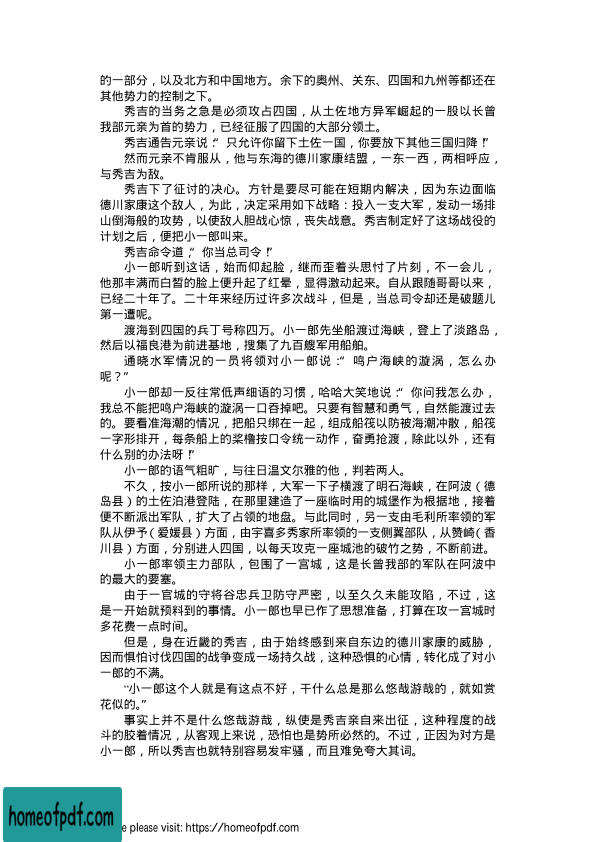 的一部分，以及北方和中国地方。余下的奥州、关东、四国和九州等都还在
其他势力的控制之下。
秀吉的当务之急是必须攻占四国，从土佐地方异军崛起的一股以长曾
我部元亲为首的势力，已经征服了四国的大部分领土。
秀吉通告元亲说：“只允许你留下土佐一国，你要放下其他三国归降！”
然而元亲不肯服从，他与东海的德川家康结盟，一东一西，两相呼应，
与秀吉为敌。
秀吉下了征讨的决心。方针是要尽可能在短期内解决，因为东边面临
德川家康这个敌人，为此，决定采用如下战略：投入一支大军，发动一场排
山倒海般的攻势，以使敌人胆战心惊，丧失战意。秀吉制定好了这场战役的
计划之后，便把小一郎叫来。
秀吉命令道，“你当总司令！”
小一郎听到这话，始而仰起脸，继而歪着头思忖了片刻，不一会儿，
他那丰满而白皙的脸上便升起了红晕，显得激动起来。自从跟随哥哥以来，
已经二十年了。二十年来经历过许多次战斗，但是，当总司令却还是破题儿
第一遭呢。
渡海到四国的兵丁号称四万。小一郎先坐船渡过海峡，登上了淡路岛，
然后以福良港为前进基地，搜集了九百艘军用船舶。
通晓水军情况的一员将领对小一郎说：“鸣户海峡的漩涡，怎么办
呢？”
小一郎却一反往常低声细语的习惯，哈哈大笑地说：“你问我怎么办，
我总不能把鸣户海峡的漩涡一口吞掉吧。只要有智慧和勇气，自然能渡过去
的。要看准海潮的情况，把船只绑在一起，组成船筏以防被海潮冲散，船筏
一字形排开，每条船上的桨橹按口令统一动作，奋勇抢渡，除此以外，还有
什么别的办法呀！”
小一郎的语气粗旷，与往日温文尔雅的他，判若两人。
不久，按小一郎所说的那样，大军一下子横渡了明石海峡，在阿波（德
岛县）的土佐泊港登陆，在那里建造了一座临时用的城堡作为根据地，接着
便不断派出军队，扩大了占领的地盘。与此同时，另一支由毛利所率领的军
队从伊予（爱媛县）方面，由宇喜多秀家所率领的一支侧冀部队，从赞崎（香
川县）方面，分别进人四国，以每天攻克一座城池的破竹之势，不断前进。
小一郎率领主力部队，包围了一宫城，这是长曾我部的军队在阿波中
的最大的要塞。
由于一官城的守将谷忠兵卫防守严密，以至久久未能攻陷，不过，这
是一开始就预料到的事情。小一郎也早已作了思想准备，打算在攻一宫城时
多花费一点时间。
但是，身在近畿的秀吉，由于始终感到来自东边的德川家康的威胁，
因而惧怕讨伐四国的战争变成一场持久战，这种恐惧的心情，转化成了对小
一郎的不满。
“小一郎这个人就是有这点不好，干什么总是那么悠哉游哉的，就如赏
花似的。”
事实上并不是什么悠哉游哉，纵使是秀吉亲自来出征，这种程度的战
斗的胶着情况，从客观上来说，恐怕也是势所必然的。不过，正因为对方是
小一郎，所以秀吉也就特别容易发牢骚，而且难免夸大其词。
homeofpdf.com
e please visit: https://homeofpdf.com